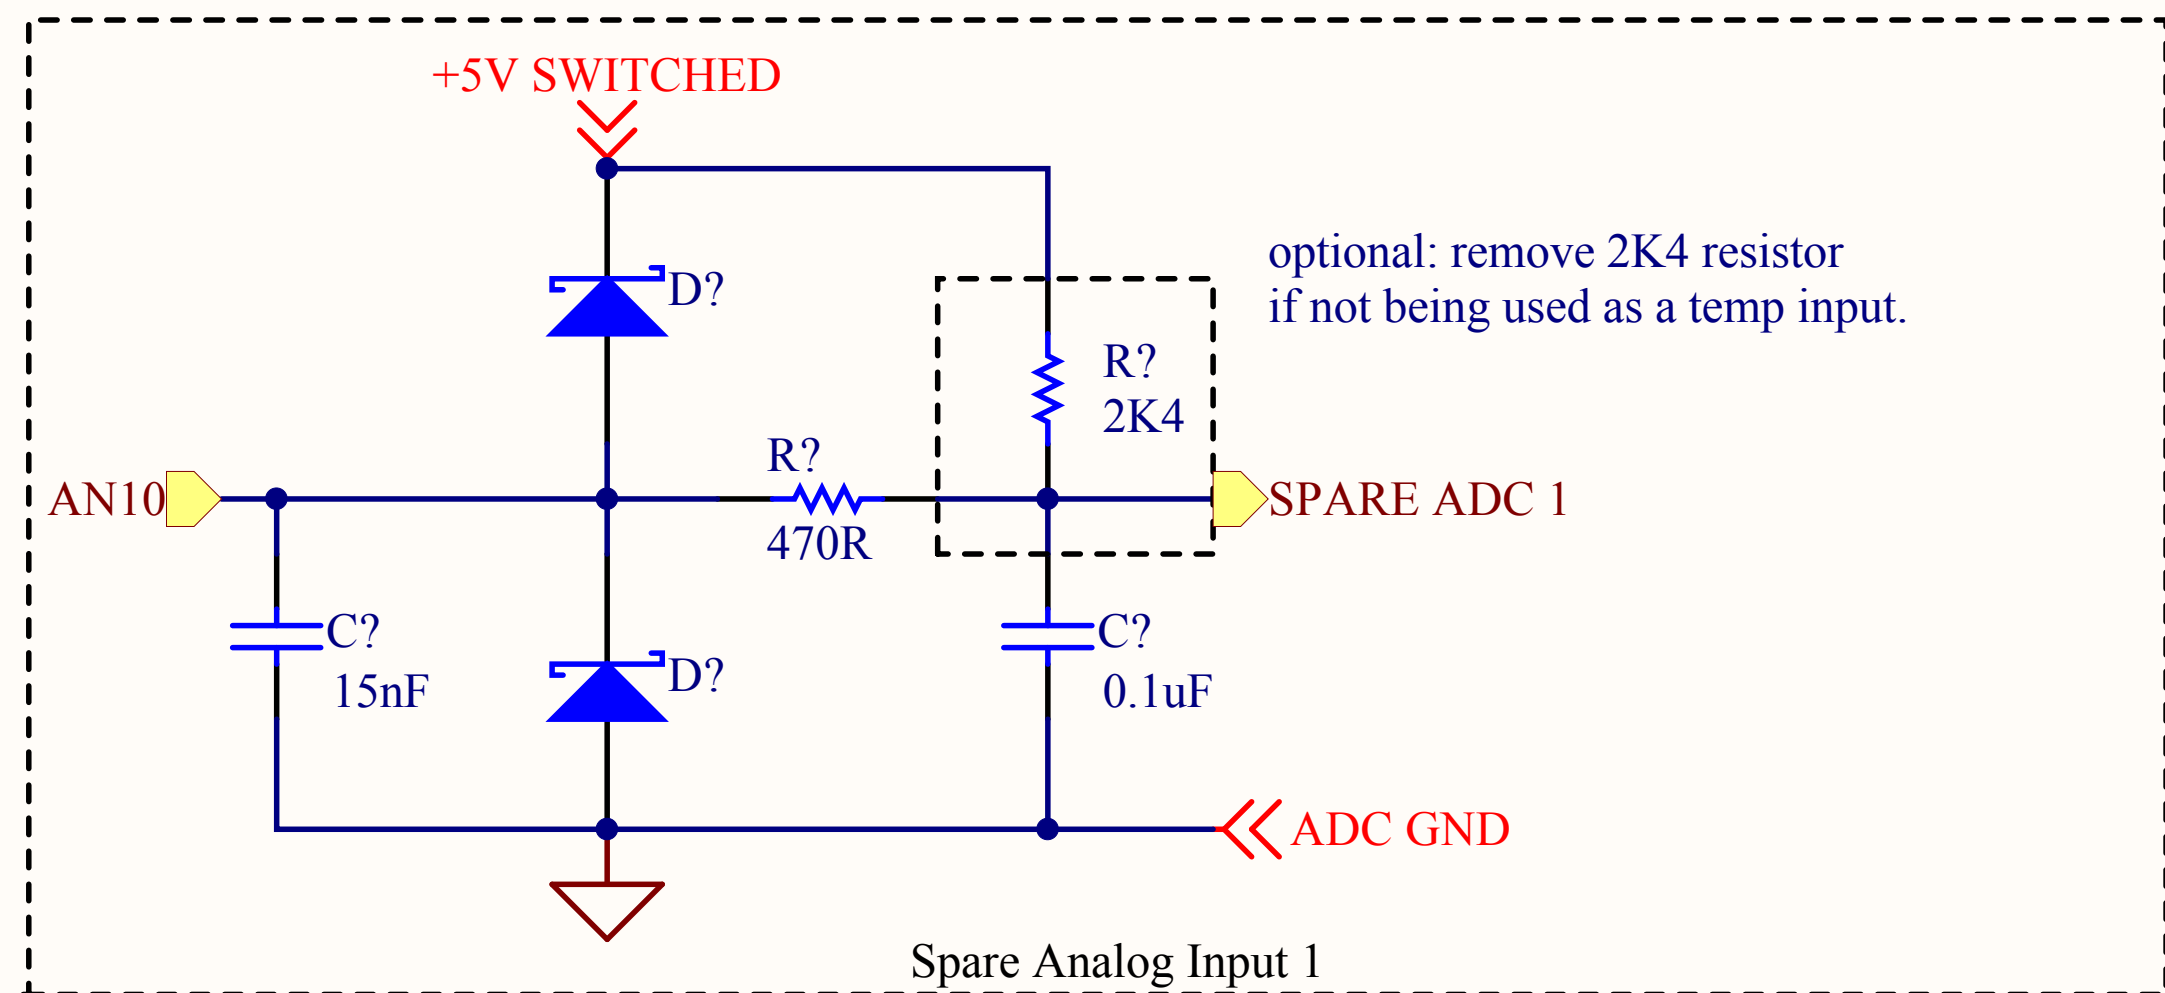 +5V SWITCHED
D?
optional: remove 2K4 resistor
if not being used as a temp input.
R?
2K4
R?
470R
AN10
SPARE ADC 1
C?
15nF
D?
C?
0.1uF
ADC GND
Spare Analog Input 1